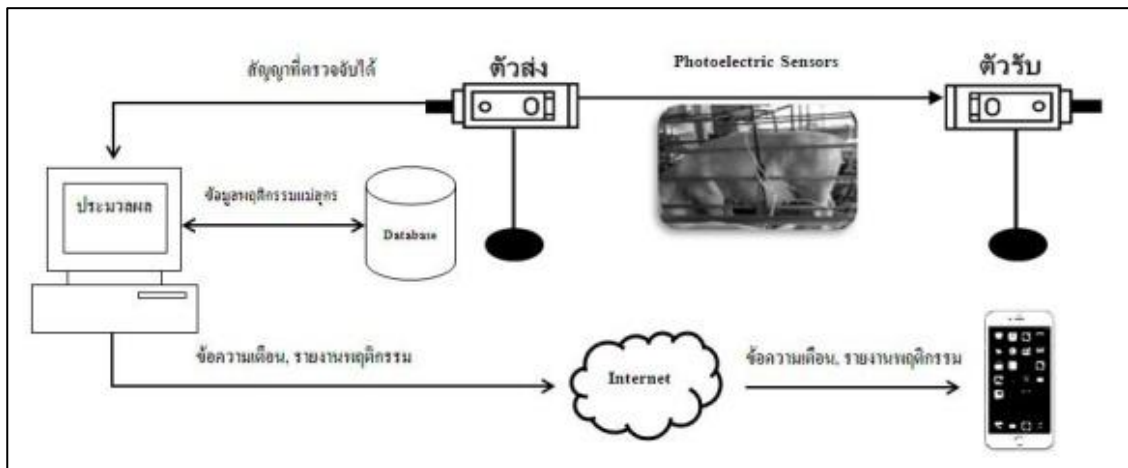 สัญญาที่ตรวจจับได้
ตัวส่ง
Photoelectric Sensors
ตัวรับ
ประมวลผล
ข้อมูลพฤติกรรมแม่สุกร
Database
ข้อความเตือน, รายงานพฤติกรรม
Internet
ข้อความเตือน, รายงานพฤติกรรม